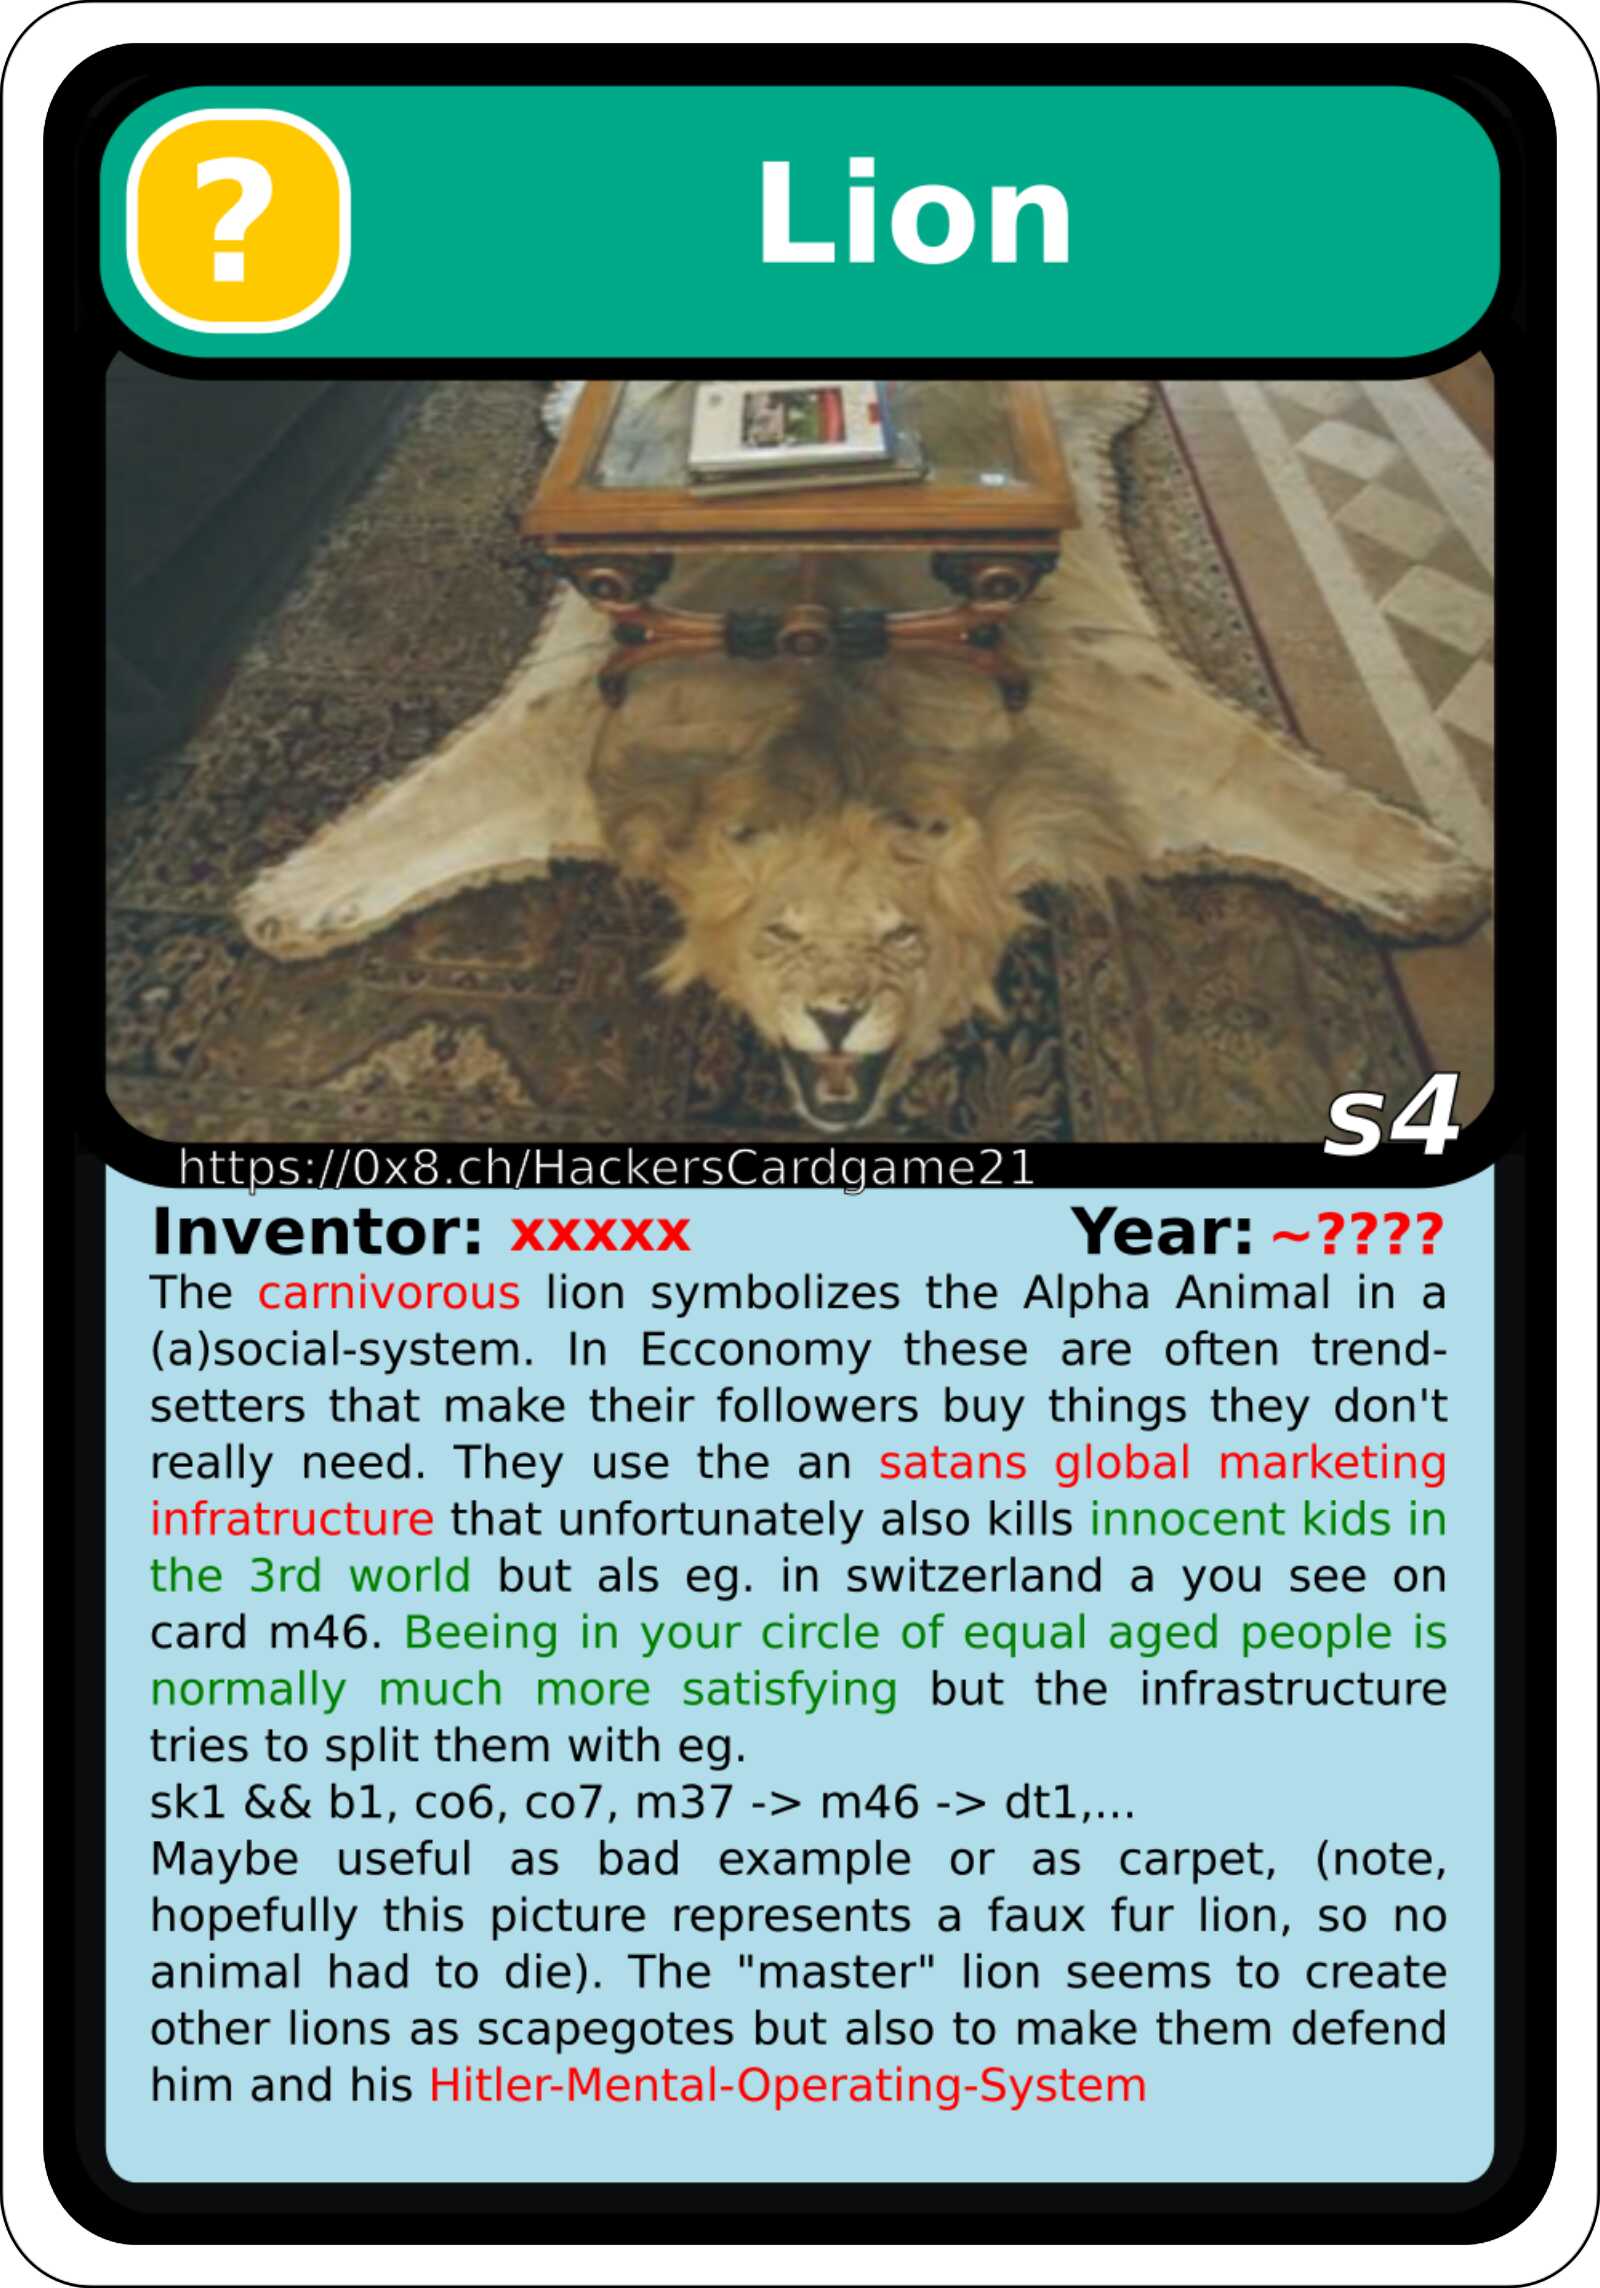 ?
Lion
s4
https://0x8.ch/HackersCardgame21
Inventor: xxxxx Year: ~????
The carnivorous lion symbolizes the Alpha Animal in a
(a)social-system. In Ecconomy these are often trend-
setters that make their followers buy things they don't
really need. They use the an satans global marketing
infratructure that unfortunately also kills innocent kids in
the 3rd world but als eg. in switzerland a you see on
card m46. Beeing in your circle of equal aged people is
normally much more satisfying but the infrastructure
tries to split them with eg.
sk1 && b1, co6, co7, m37 -> m46 -> dt1,...
Maybe useful as bad example or as carpet, (note,
hopefully this picture represents a faux fur lion, so no
animal had to die). The "master" lion seems to create
other lions as scapegotes but also to make them defend
him and his Hitler-Mental-Operating-System